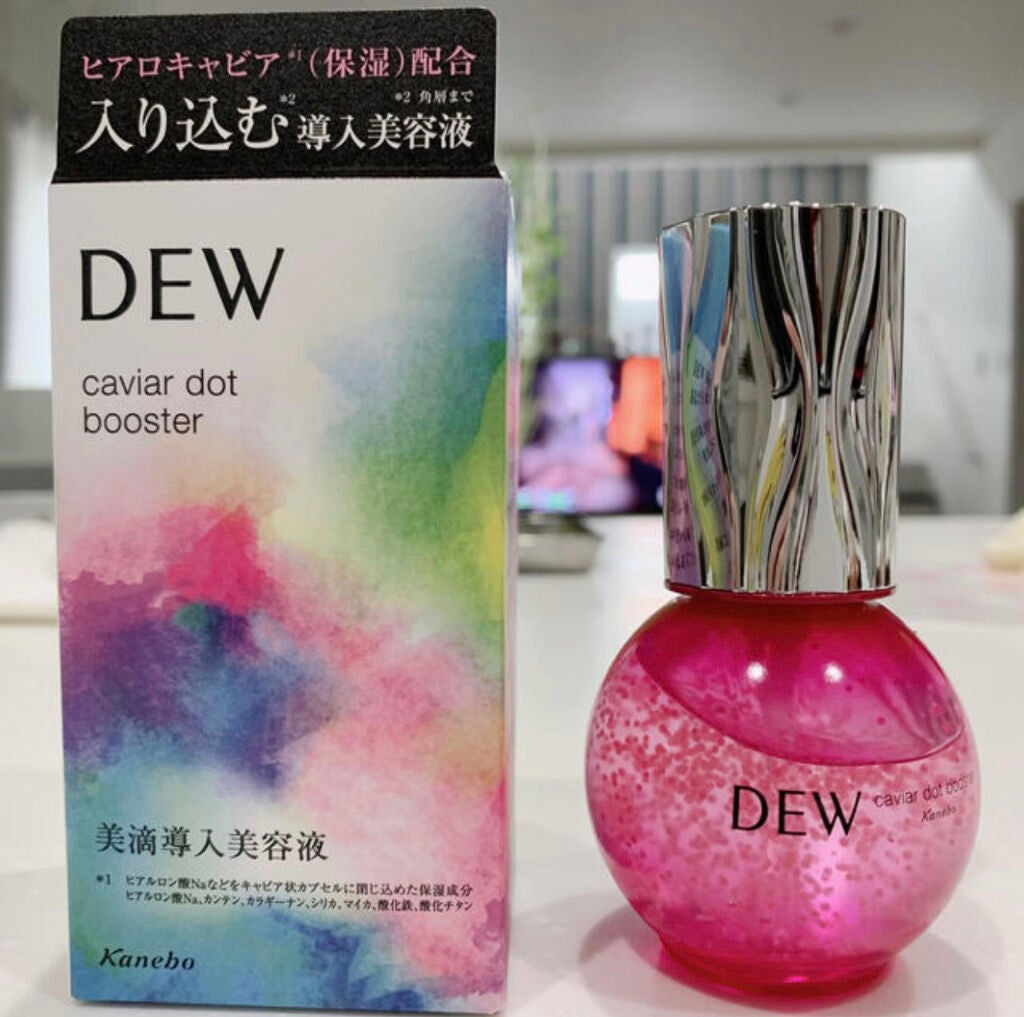 ヒアロキャビア*1(保湿)配合
*2 角層まで
入り込む*2導入美容液
DEW
caviar dot
booster
美滴導入美容液
*1 ヒアルロン酸Naなどをキャビア状カプセルに閉じ込めた保湿成分
ヒアルロン酸Na、カンテン、カラギーナン、シリカ、マイカ、酸化鉄、酸化チタン
Kanebo
DEW caviar dot booster
Kanebo